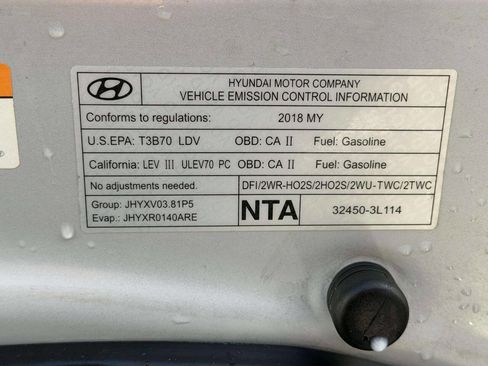 HYUNDAI MOTOR COMPANY
VEHICLE EMISSION CONTROL INFORMATION
Conforms to regulations: 2018 MY
U.S.EPA: T3B70 LDV OBD: CA II Fuel: Gasoline
California: LEV III ULEV70 PC OBD: CA II Fuel: Gasoline
No adjustments needed. DFI/2WR-HO2S/2HO2S/2WU-TWC/2TWC
Group: JHYXV03.81P5
Evap.: JHYXR0140ARE
NTA
32450-3L114